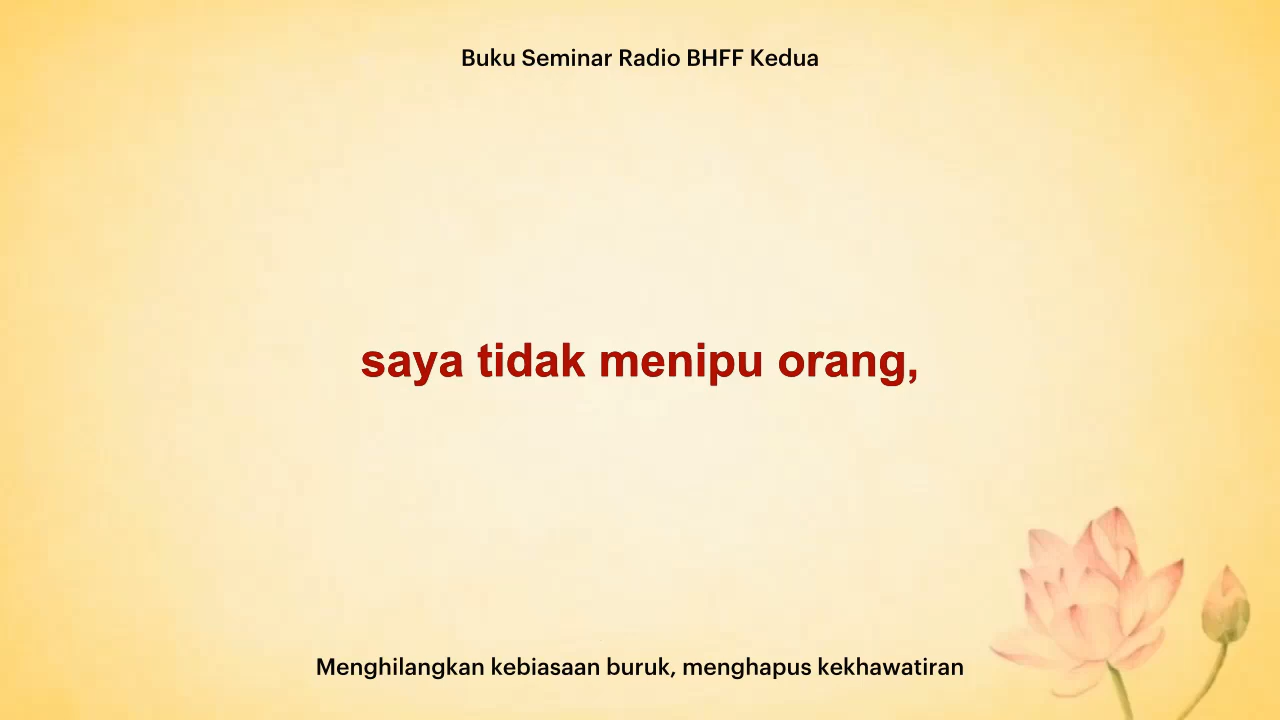 Buku Seminar Radio BHFF Kedua
saya tidak menipu orang,
Menghilangkan kebiasaan buruk, menghapus kekhawatiran